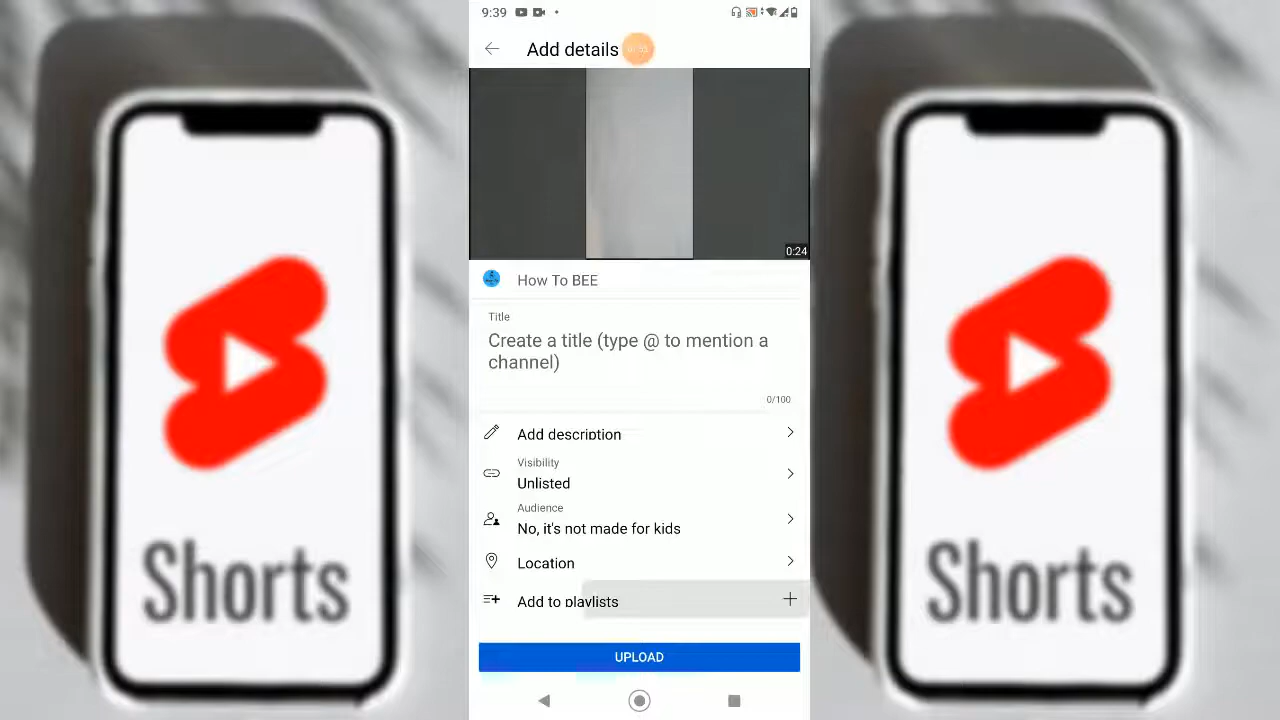 9:39
Add details
0:24
How To BEE
Title
Create a title (type @ to mention a
channel)
0/100
Add description
Visibility
Unlisted
Audience
No, it's not made for kids
Location
Add to playlists
UPLOAD
Shorts
Shorts